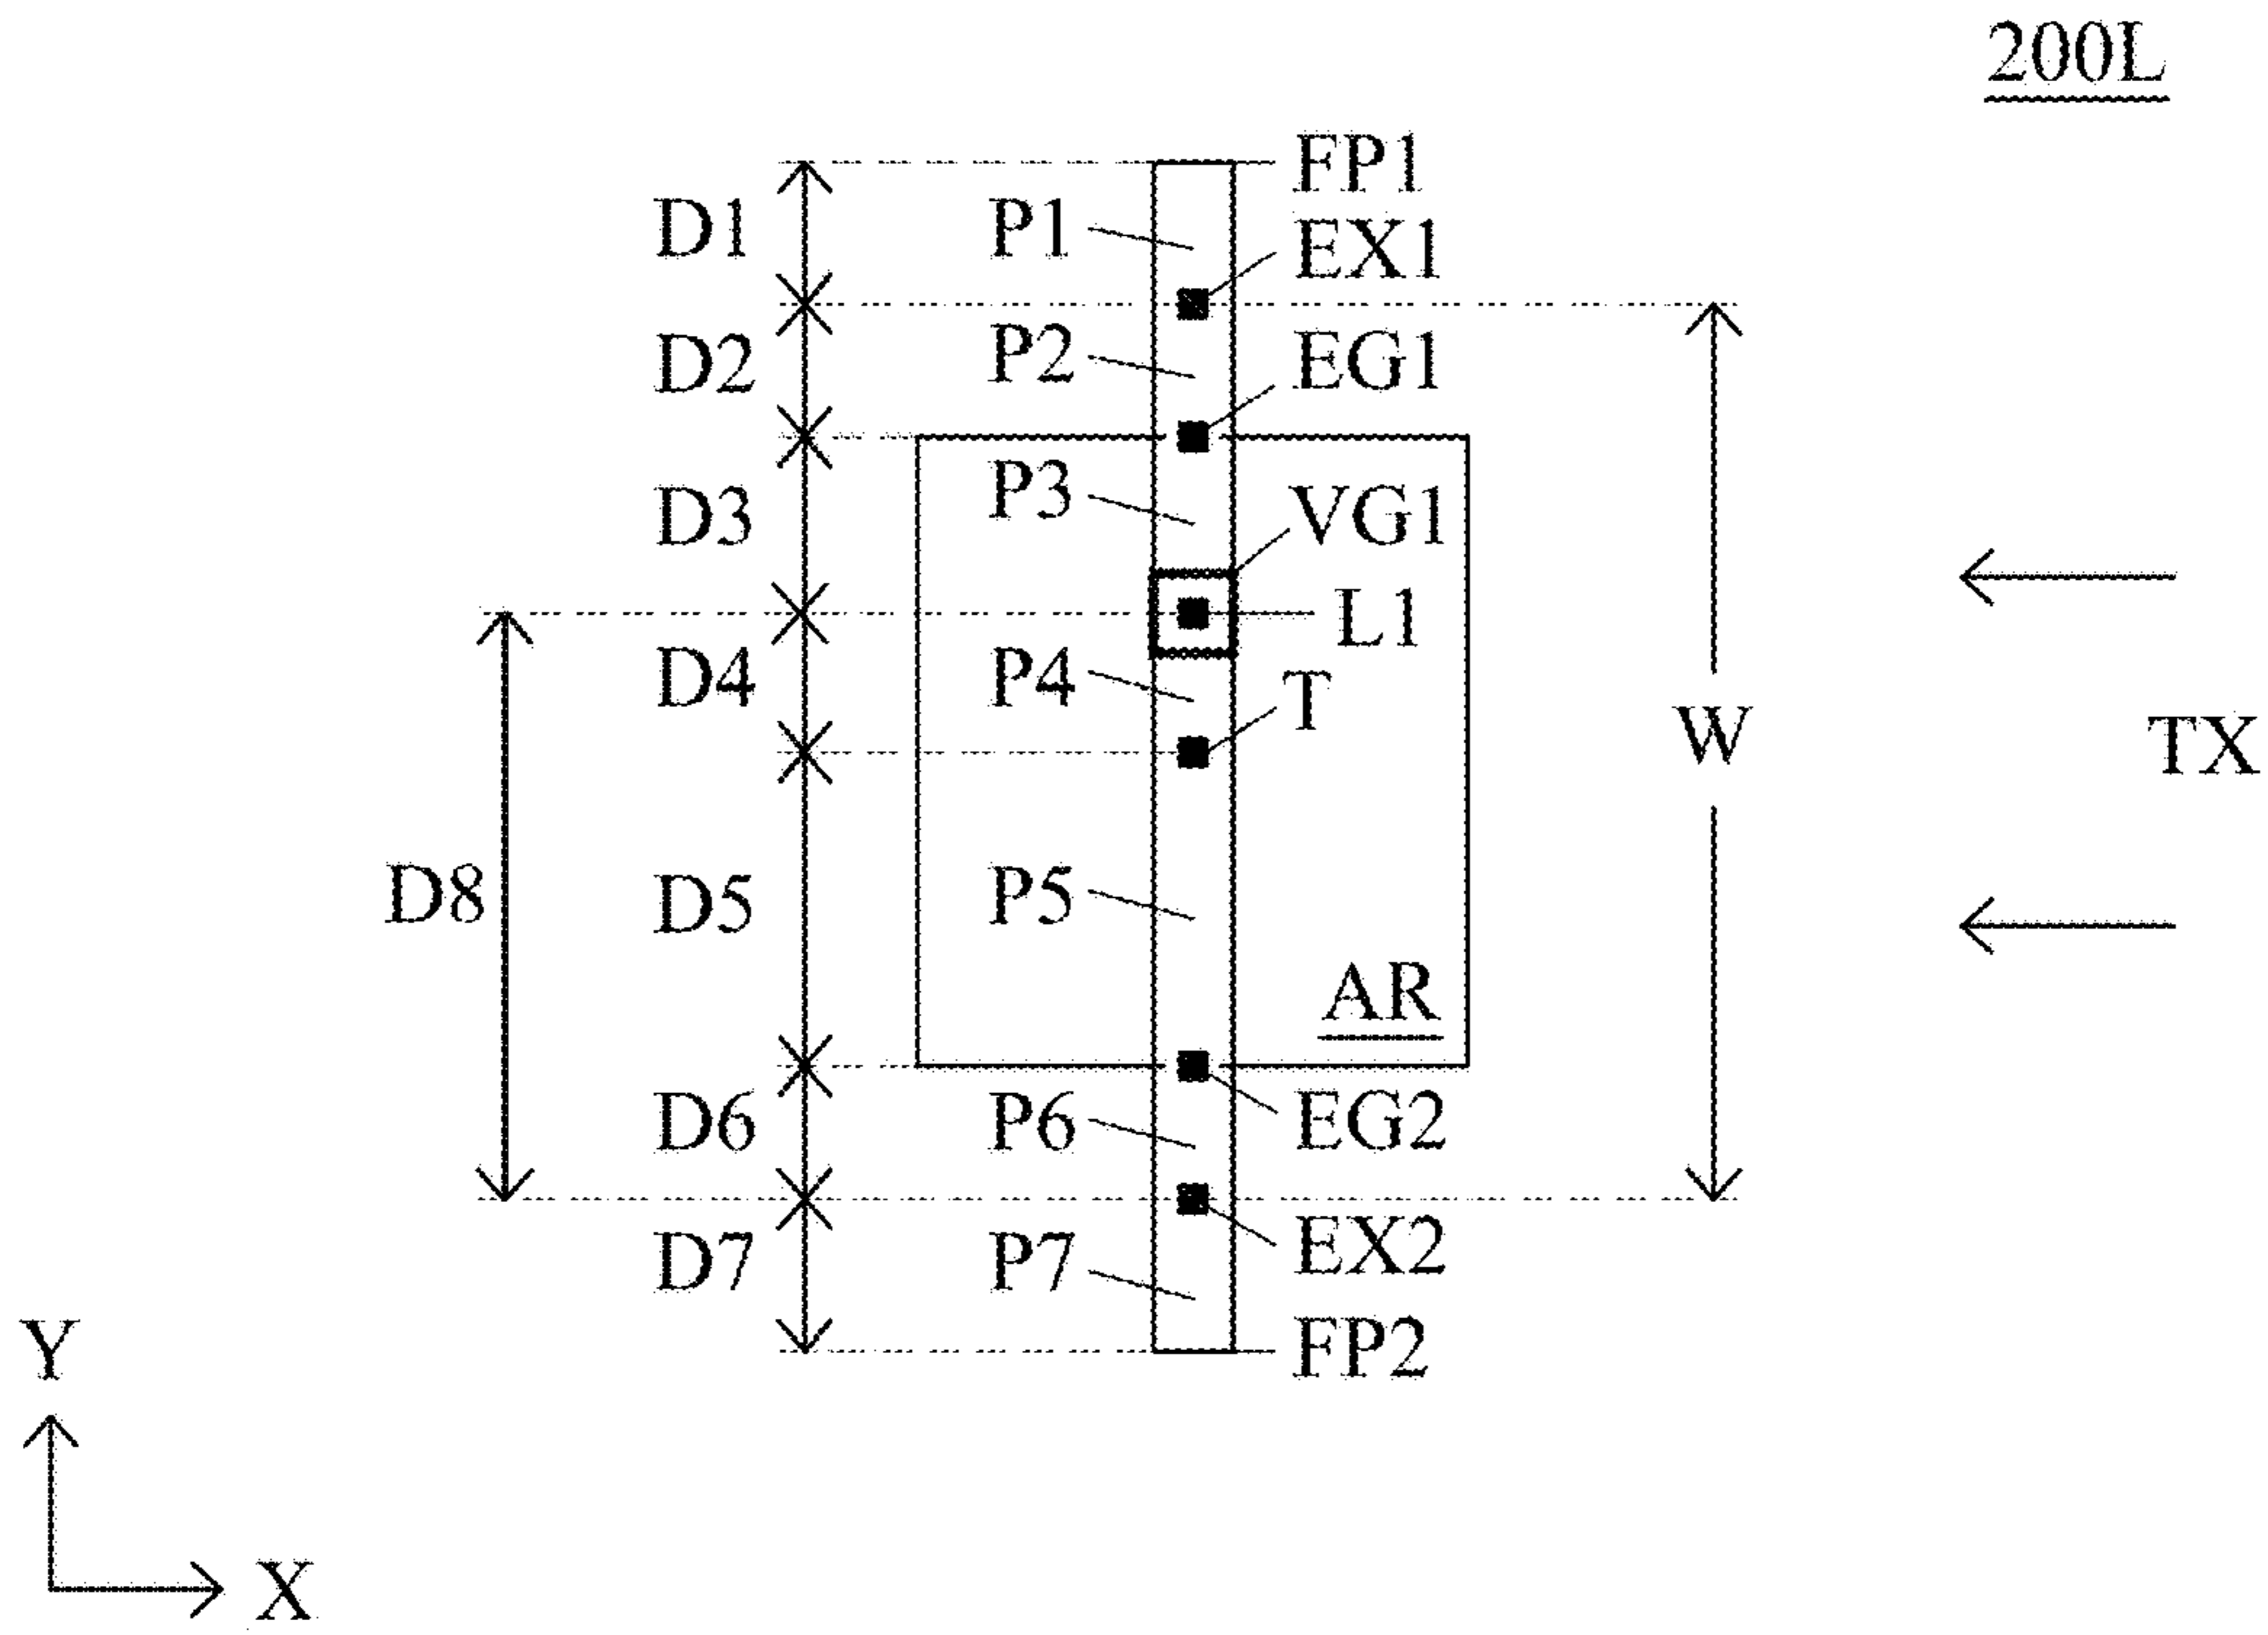 200L
FP1
D1 P1 EX1
D2 P2 EG1
D3 P3 VG1
L1
D4 P4 T
W TX
D8 D5 P5
AR
D6 P6 EG2
D7 P7 EX2
FP2
Y
X